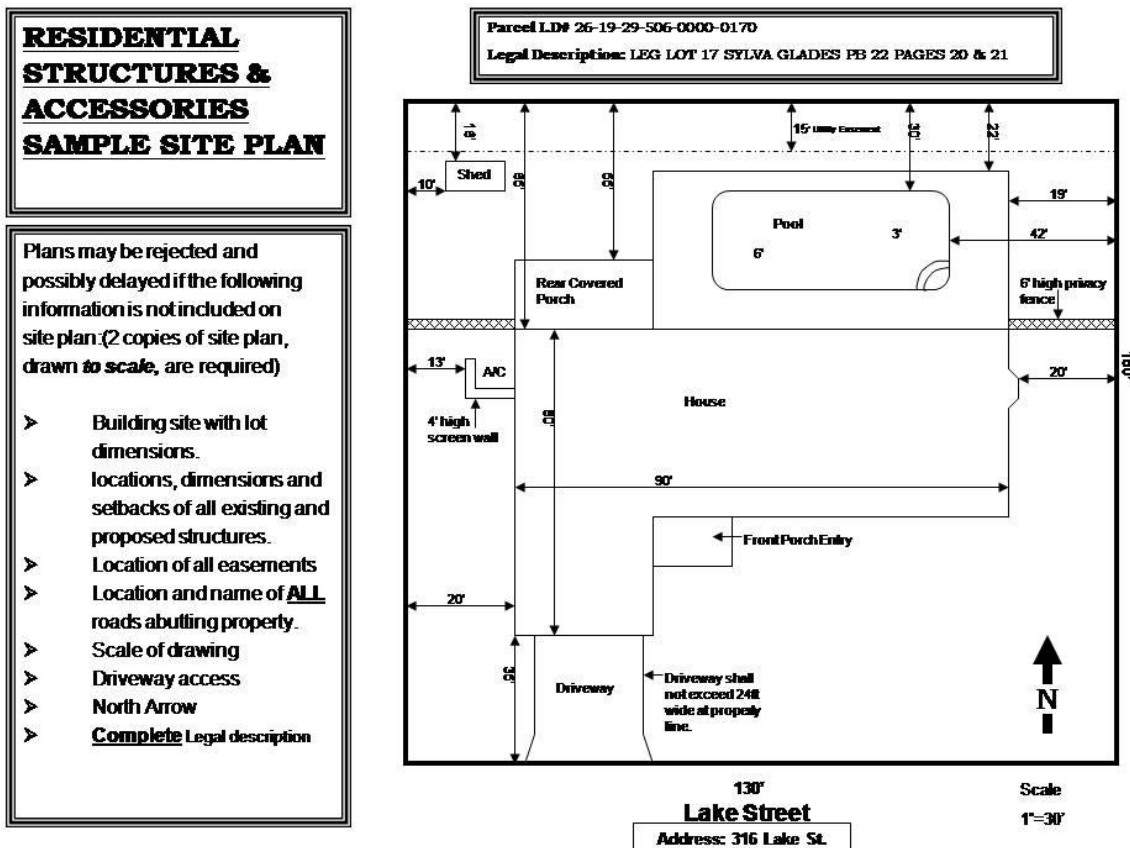 RESIDENTIAL
STRUCTURES &
ACCESSORIES
SAMPLE SITE PLAN
Parcel I.D# 26-19-29-506-0000-0170
Legal Description: LEG LOT 17 SYLVA GLADES PB 22 PAGES 20 & 21
Plans may be rejected and
possibly delayed if the following
information is not included on
site plan:(2 copies of site plan,
drawn to scale, are required)
➢ Building site with lot
dimensions.
➢ locations, dimensions and
setbacks of all existing and
proposed structures.
➢ Location of all easements
➢ Location and name of ALL
roads abutting property.
➢ Scale of drawing
➢ Driveway access
➢ North Arrow
➢ Complete Legal description
15' Utility Easement
30'
22'
Shed
10'
19'
Pool
3'
42'
6'
Rear Covered
Porch
6' high privacy
fence
13'
A/C
20'
180'
House
4' high
screen wall
90'
Front Porch Entry
20'
35'
Driveway
Driveway shall
not exceed 24ft
wide at property
line.
N
130'
Scale
Lake Street
1"=30'
Address: 316 Lake St.